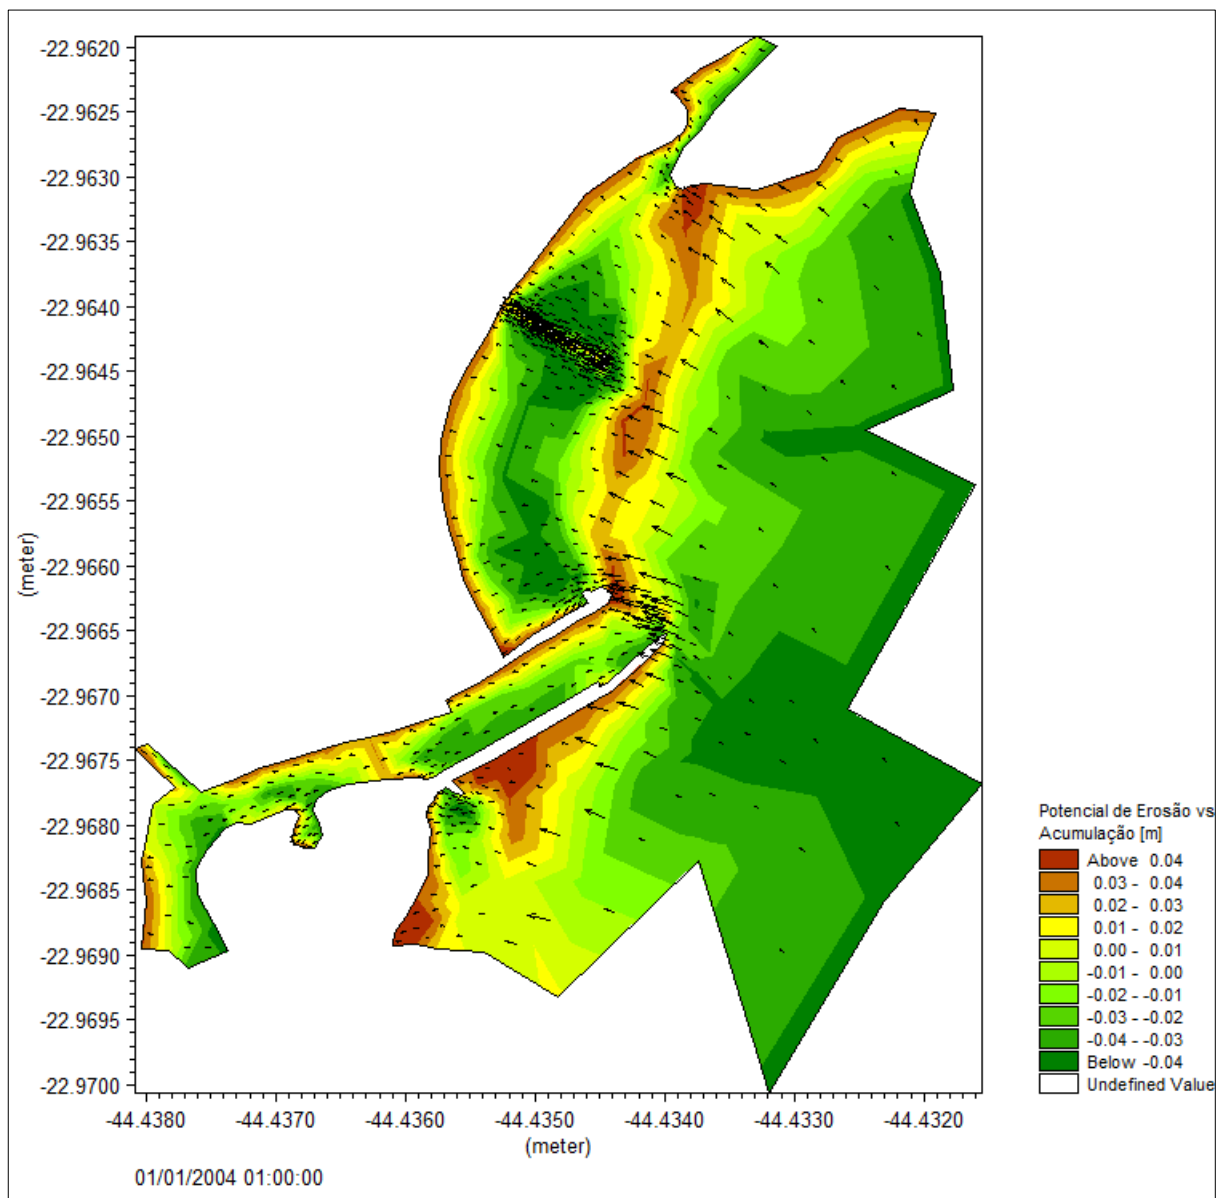 -22.9620
-22.9625
-22.9630
-22.9635
-22.9640
-22.9645
-22.9650
-22.9655
-22.9660
-22.9665
-22.9670
-22.9675
-22.9680
-22.9685
-22.9690
-22.9695
-22.9700
(meter)
-44.4380 -44.4370 -44.4360 -44.4350 -44.4340 -44.4330 -44.4320
(meter)
01/01/2004 01:00:00
Potencial de Erosão vs
Acumulação [m]
Above 0.04
0.03 - 0.04
0.02 - 0.03
0.01 - 0.02
0.00 - 0.01
-0.01 - 0.00
-0.02 - -0.01
-0.03 - -0.02
-0.04 - -0.03
Below -0.04
Undefined Value